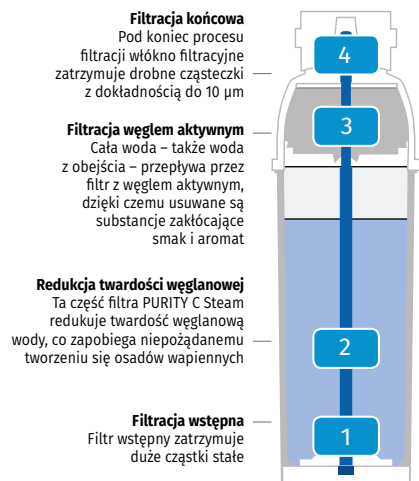 Filtracja końcowa
Pod koniec procesu
filtracji włókno filtracyjne
zatrzymuje drobne cząsteczki
z dokładnością do 10 µm
4
Filtracja węglem aktywnym
Cała woda – także woda
z obejścia – przepływa przez
filtr z węglem aktywnym,
dzięki czemu usuwane są
substancje zakłócające
smak i aromat
3
Redukcja twardości węglanowej
Ta część filtra PURITY C Steam
redukuje twardość węglanową
wody, co zapobiega niepożądanemu
tworzeniu się osadów wapiennych
2
Filtracja wstępna
Filtr wstępny zatrzymuje
duże cząstki stałe
1